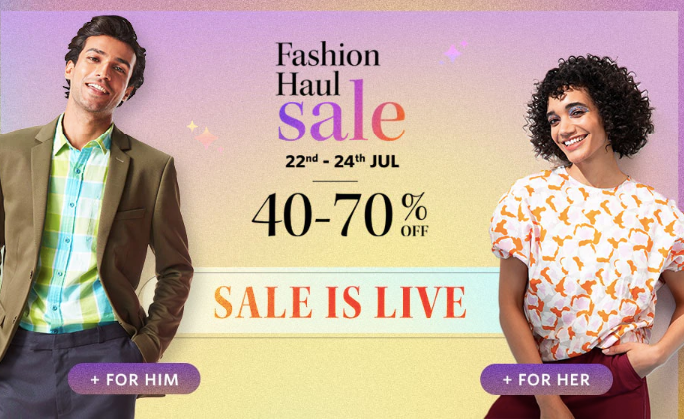 Fashion
Haul
sale
22nd - 24th JUL
40-70% OFF
SALE IS LIVE
+ FOR HIM
+ FOR HER